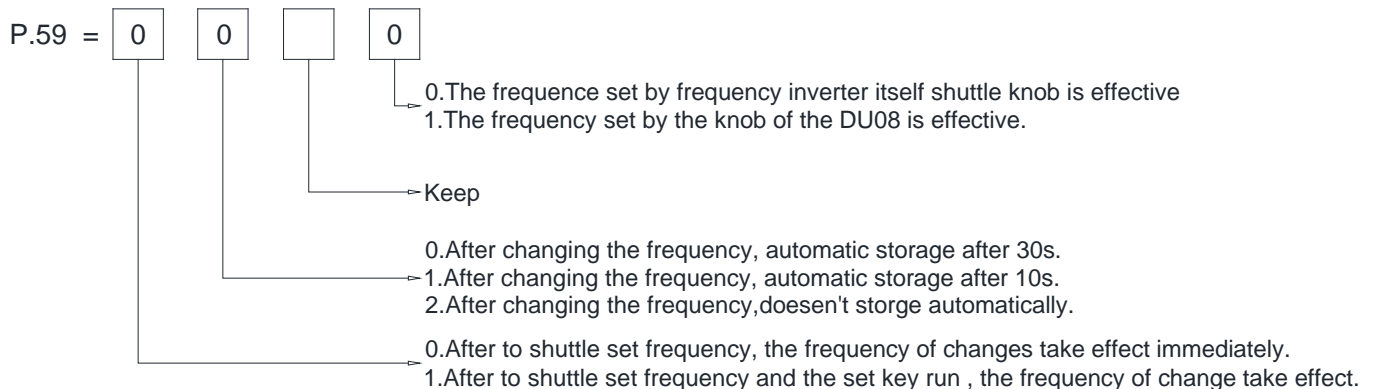 P.59 = 0 0 0
0.The frequence set by frequency inverter itself shuttle knob is effective
1.The frequency set by the knob of the DU08 is effective.
Keep
0.After changing the frequency, automatic storage after 30s.
1.After changing the frequency, automatic storage after 10s.
2.After changing the frequency,doesen't storge automatically.
0.After to shuttle set frequency, the frequency of changes take effect immediately.
1.After to shuttle set frequency and the set key run , the frequency of change take effect.